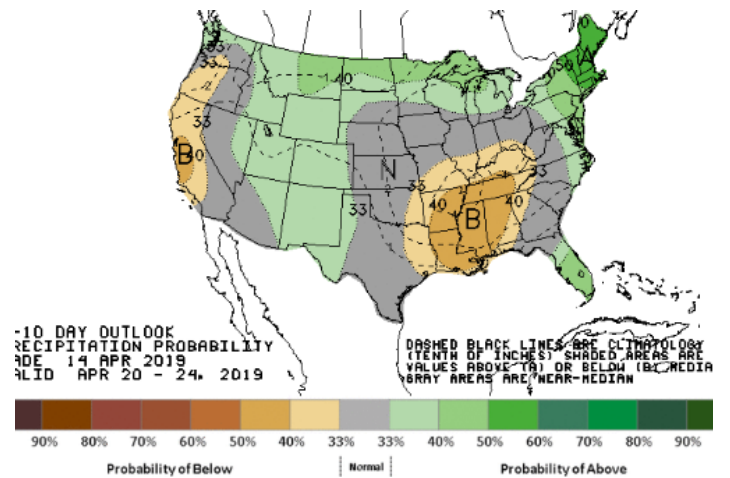 33
40
A
50
33
B
40
N
33
33
33
40
B
40
-10 DAY OUTLOOK
RECIPITATION PROBABILITY
ADE 14 APR 2019
ALID APR 20 - 24, 2019
DASHED BLACK LINES ARE CLIMATOLOGY
(TENTH OF INCHES) SHADED AREAS ARE
VALUES ABOVE (A) OR BELOW (B) MEDIA
GRAY AREAS ARE NEAR-MEDIAN
90% 80% 70% 60% 50% 40% 33% 33% 40% 50% 60% 70% 80% 90%
Probability of Below Normal Probability of Above